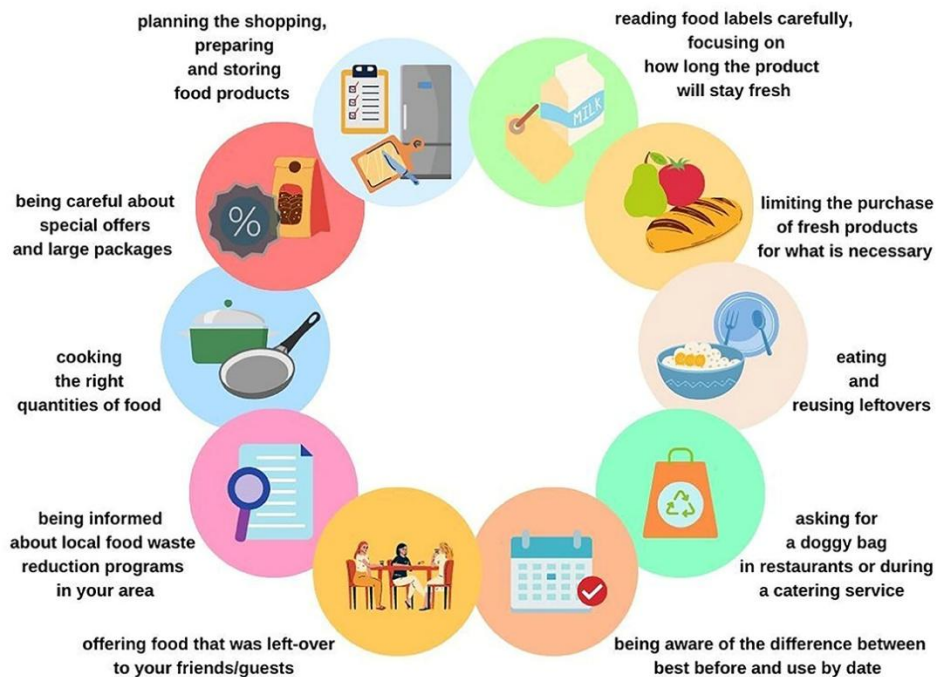 planning the shopping,
preparing
and storing
food products
reading food labels carefully,
focusing on
how long the product
will stay fresh
MILK
being careful about
special offers
and large packages
%
limiting the purchase
of fresh products
for what is necessary
cooking
the right
quantities of food
eating
and
reusing leftovers
being informed
about local food waste
reduction programs
in your area
asking for
a doggy bag
in restaurants or during
a catering service
offering food that was left-over
to your friends/guests
being aware of the difference between
best before and use by date